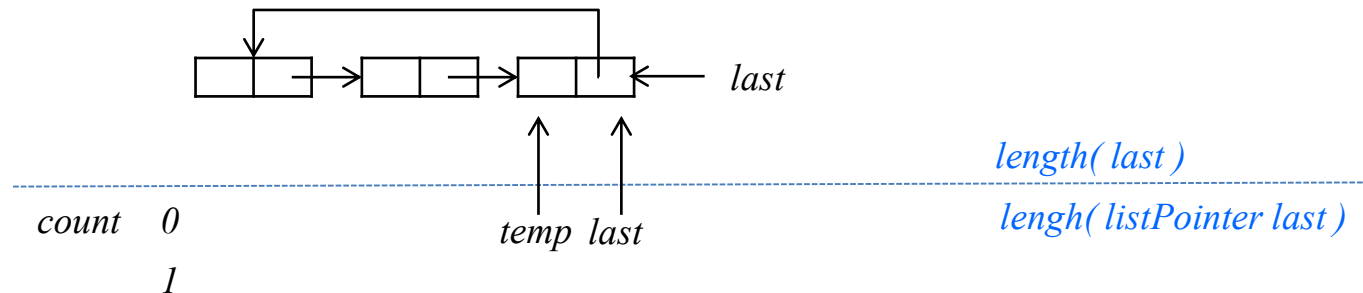 last
length( last )
count 0 temp last lengh( listPointer last )
1